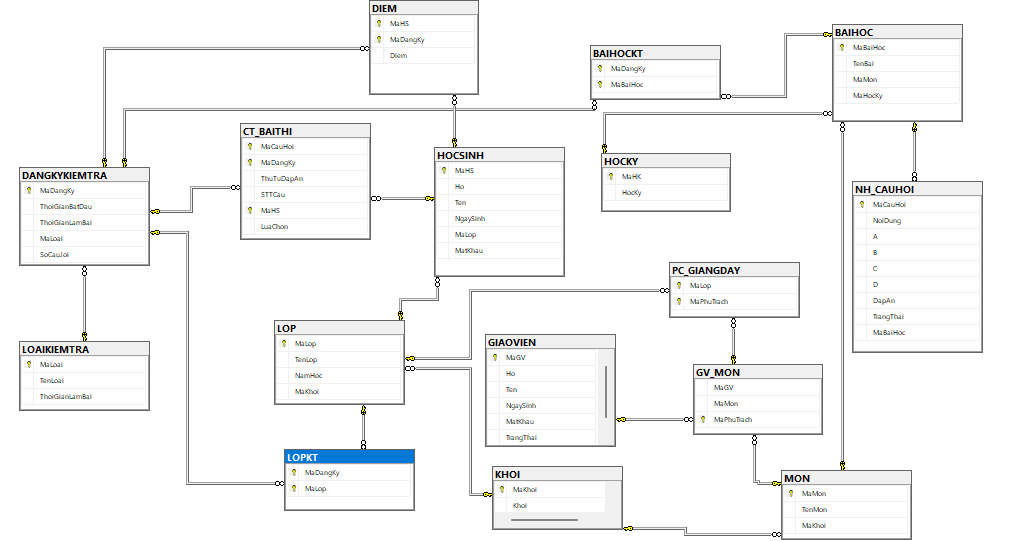 DIEM
MaHS
MaDangKy
Diem
BAIHOCKT
MaDangKy
MaBaiHoc
BAIHOC
MaBaiHoc
TenBai
MaMon
MaHocKy
CT_BAITHI
MaCauHoi
MaDangKy
ThuTuDapAn
STTCau
MaHS
LuaChon
HOCSINH
MaHS
Ho
Ten
NgaySinh
MaLop
MatKhau
HOCKY
MaHK
HocKy
DANGKYKIEMTRA
MaDangKy
ThoiGianBatDau
ThoiGianLamBai
MaLoai
SoCauLoi
NH_CAUHOI
MaCauHoi
NoiDung
A
B
C
D
DapAn
TrangThai
MaBaiHoc
PC_GIANGDAY
MaLop
MaPhuTrach
LOP
MaLop
TenLop
NamHoc
MaKhoi
GIAOVIEN
MaGV
Ho
Ten
NgaySinh
MatKhau
TrangThai
LOAIKIEMTRA
MaLoai
TenLoai
ThoiGianLamBai
GV_MON
MaGV
MaMon
MaPhuTrach
LOPKT
MaDangKy
MaLop
KHOI
MaKhoi
Khoi
MON
MaMon
TenMon
MaKhoi